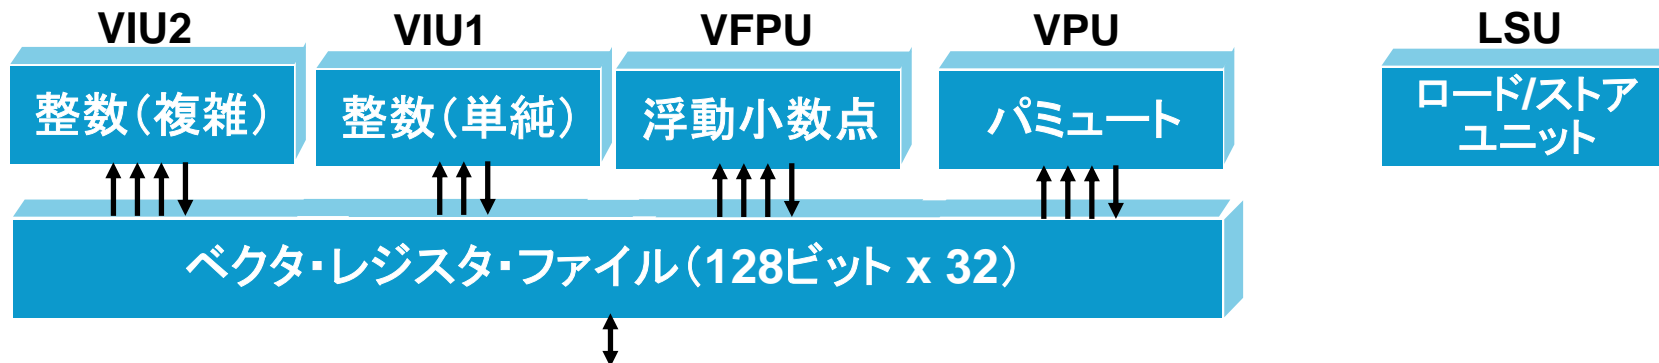 VIU2
VIU1
VFPU
VPU
LSU
整数(複雑)
整数(単純)
浮動小数点
パミュート
ロード/ストア
ユニット
ベクタ・レジスタ・ファイル(128ビット x 32)